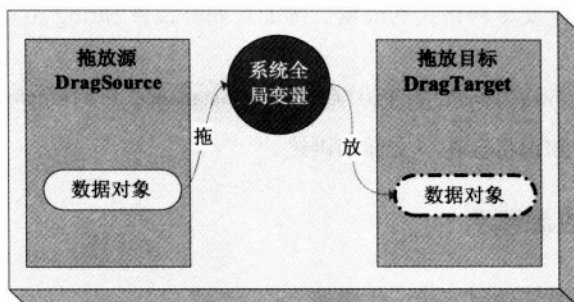 拖放源
DragSource
系统全
局变量
拖放目标
DragTarget
拖
放
数据对象
数据对象